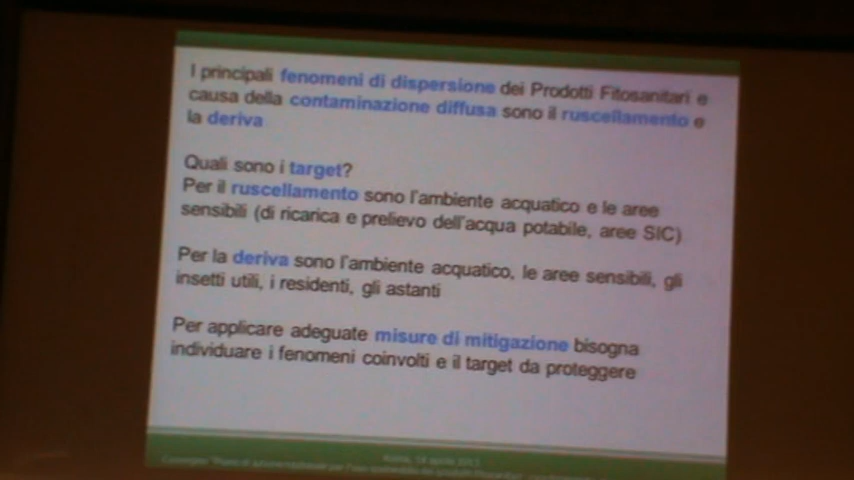 I principali fenomeni di dispersione dei Prodotti Fitosanitari e
causa della contaminazione diffusa sono il ruscellamento e
la deriva
Quali sono i target?
Per il ruscellamento sono l'ambiente acquatico e le aree
sensibili (di ricarica e prelievo dell'acqua potabile, aree SIC)
Per la deriva sono l'ambiente acquatico, le aree sensibili, gli
insetti utili, i residenti, gli astanti
Per applicare adeguate misure di mitigazione bisogna
individuare i fenomeni coinvolti e il target da proteggere